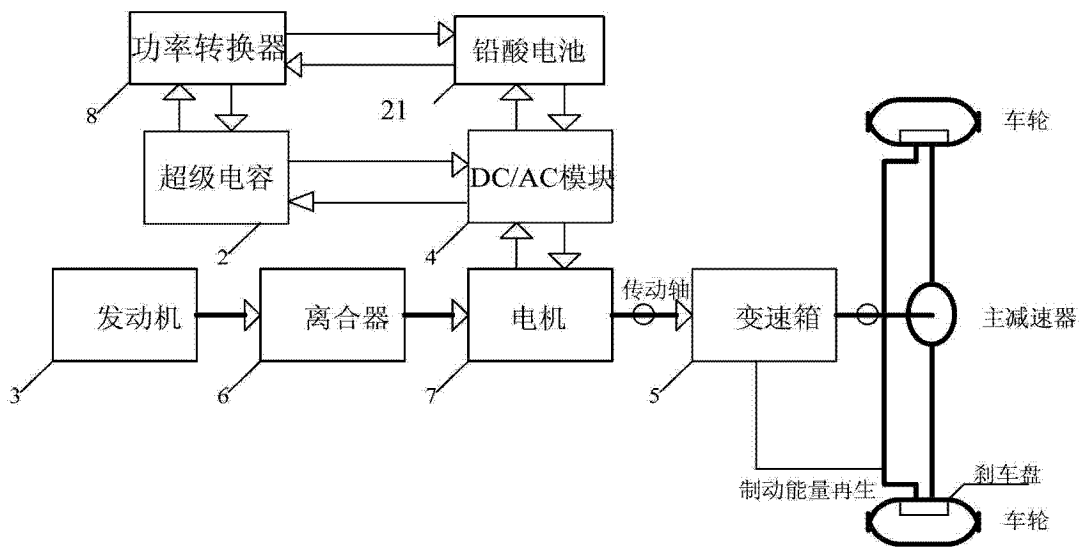 功率转换器
铅酸电池
8
21
车轮
超级电容
DC/AC模块
2
4
传动轴
发动机
离合器
电机
变速箱
主减速器
3
6
7
5
制动能量再生
刹车盘
车轮